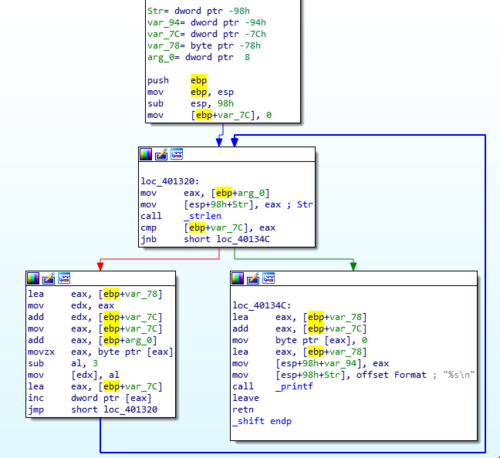 Str= dword ptr -98h
var_94= dword ptr -94h
var_7C= dword ptr -7Ch
var_78= byte ptr -78h
arg_0= dword ptr  8
push    ebp
mov     ebp, esp
sub     esp, 98h
mov     [ebp+var_7C], 0
loc_401320:
mov     eax, [ebp+arg_0]
mov     [esp+98h+Str], eax ; Str
call    _strlen
cmp     [ebp+var_7C], eax
jnb     short loc_40134C
lea     eax, [ebp+var_78]
mov     edx, eax
add     edx, [ebp+var_7C]
mov     eax, [ebp+var_7C]
add     eax, [ebp+arg_0]
movzx   eax, byte ptr [eax]
sub     al, 3
mov     [edx], al
lea     eax, [ebp+var_7C]
inc     dword ptr [eax]
jmp     short loc_401320
loc_40134C:
lea     eax, [ebp+var_78]
add     eax, [ebp+var_7C]
mov     byte ptr [eax], 0
lea     eax, [ebp+var_78]
mov     [esp+98h+var_94], eax
mov     [esp+98h+Str], offset Format ; "%s\n"
call    _printf
leave
retn
_shift endp